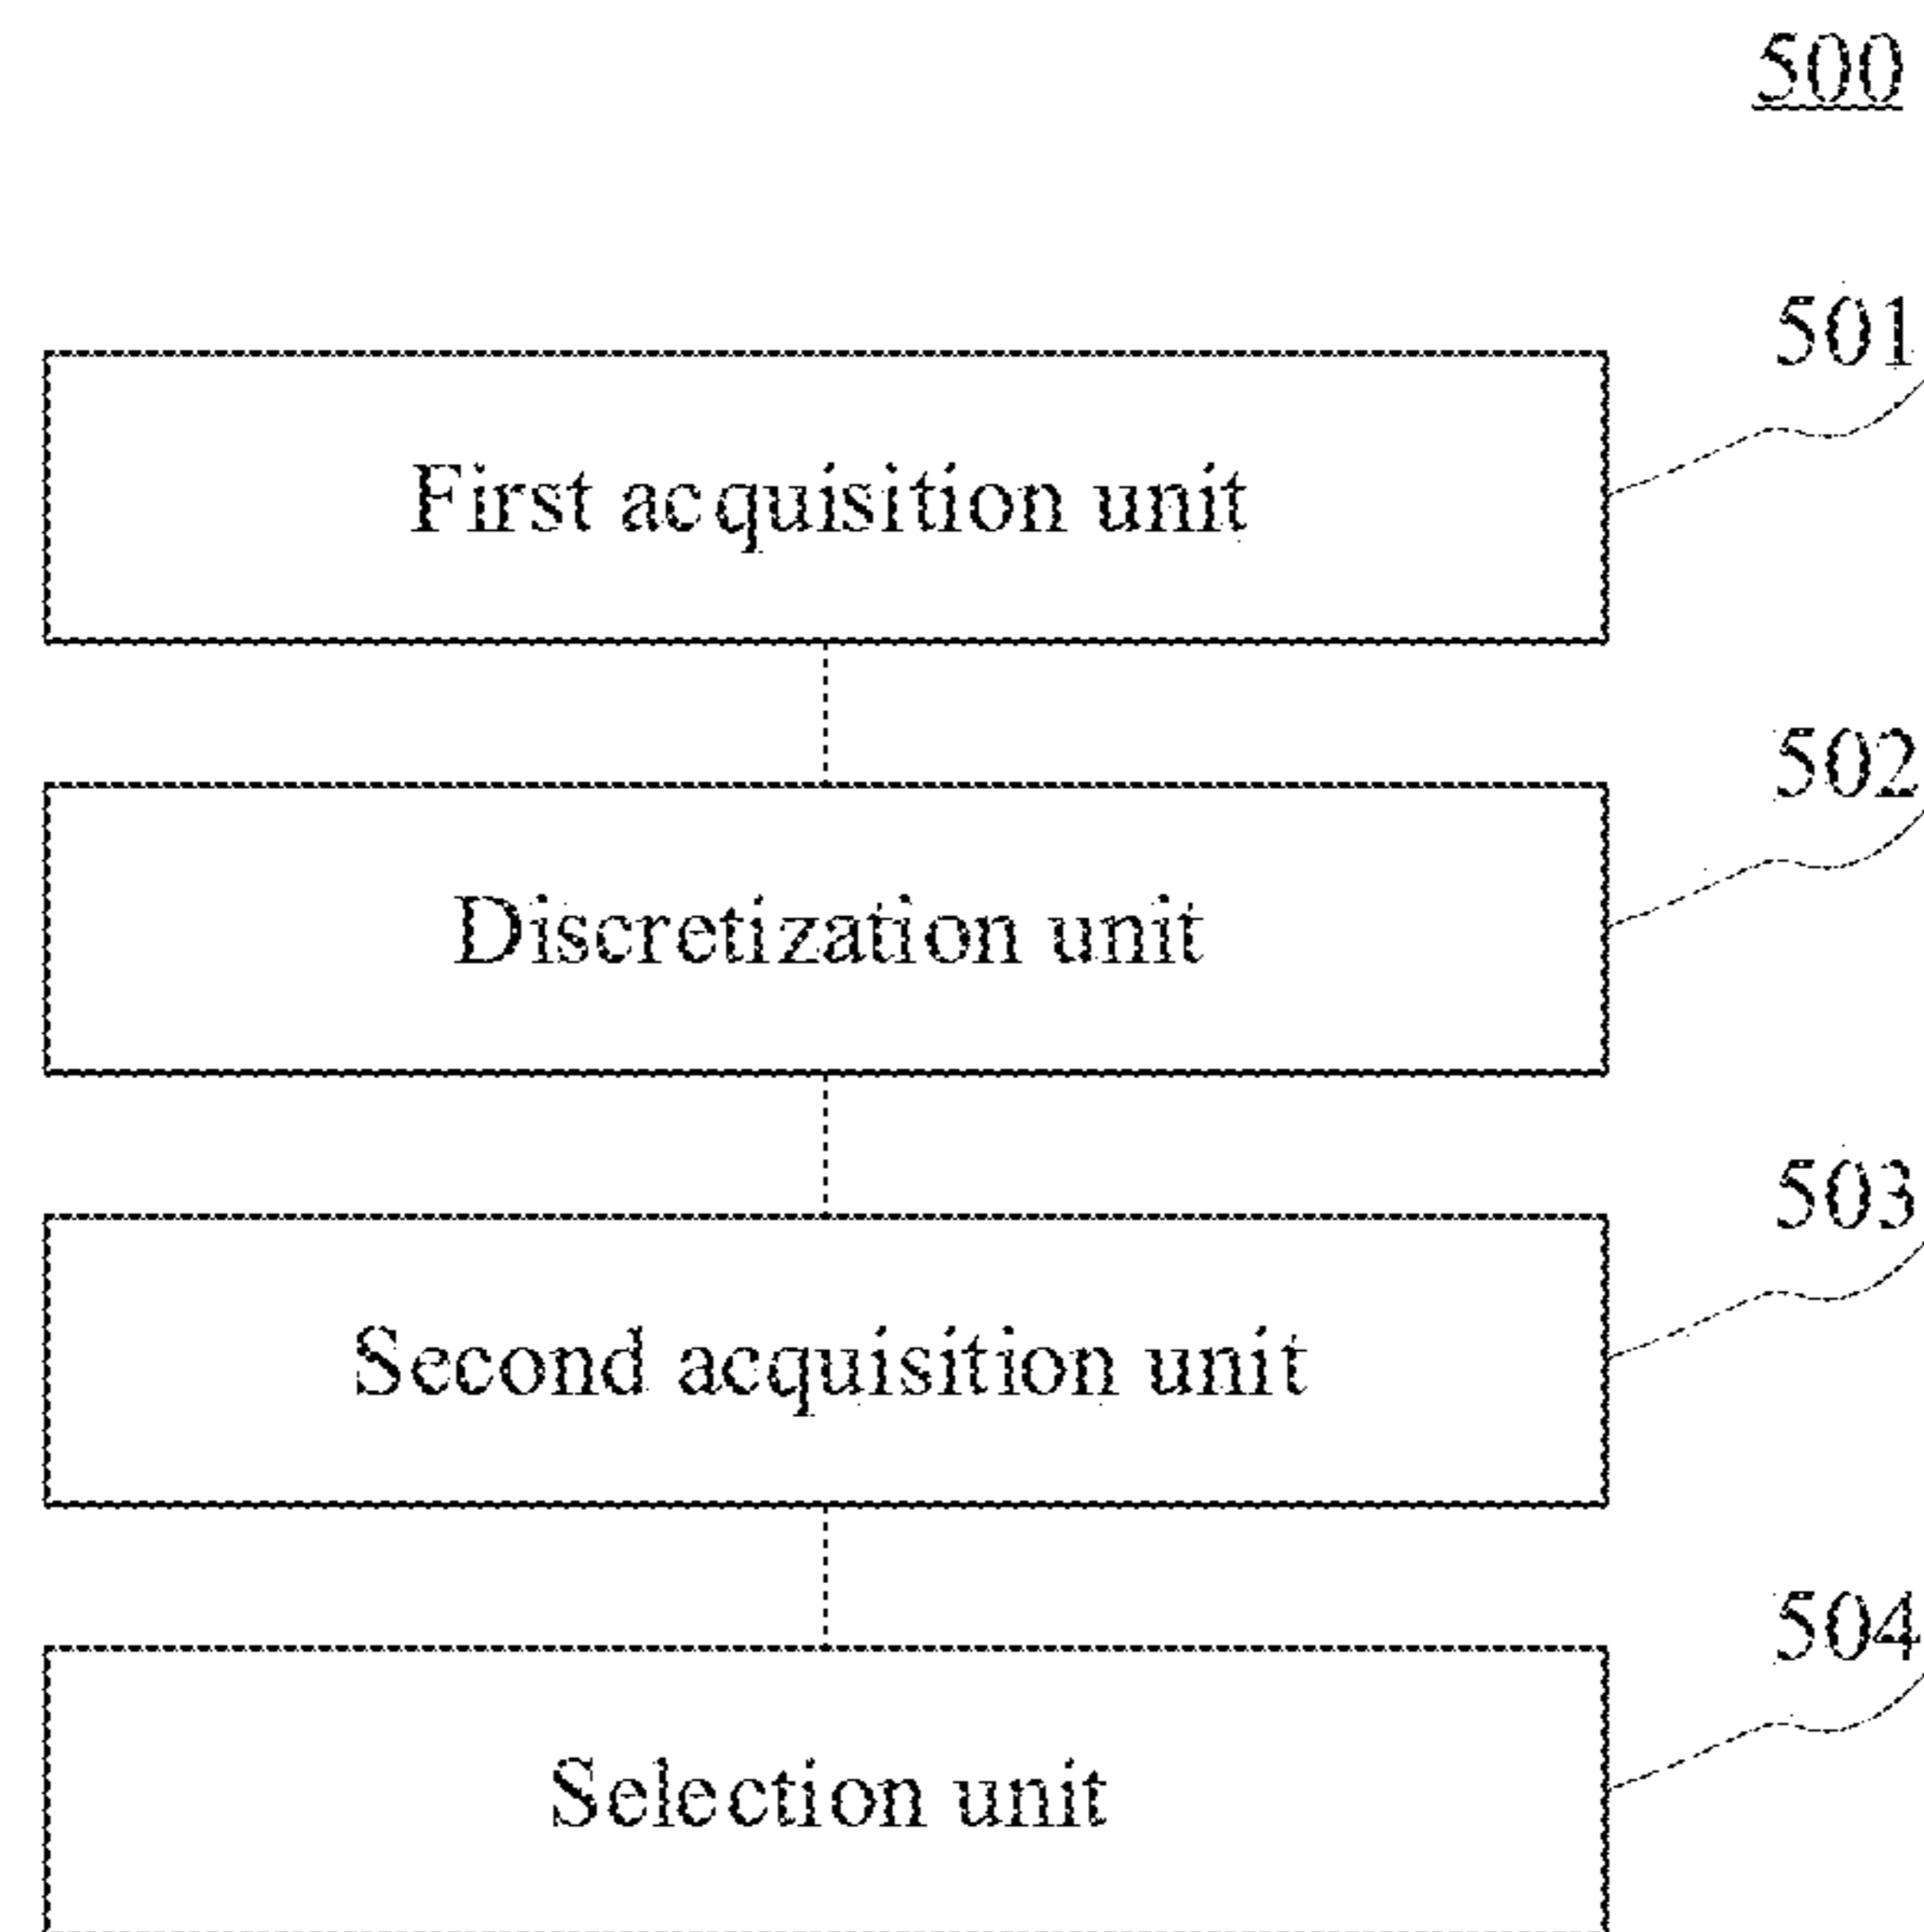 500
501
First acquisition unit
502
Discretization unit
503
Second acquisition unit
504
Selection unit